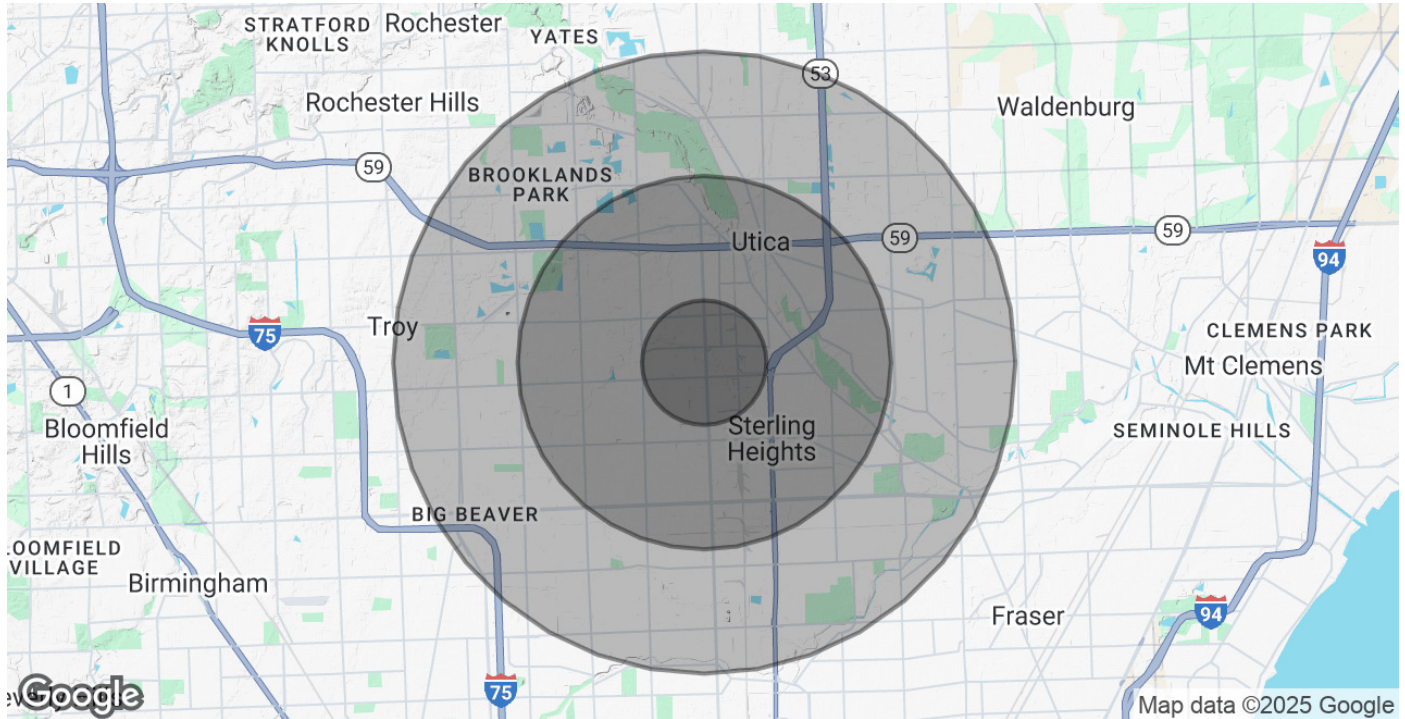 STRATFORD
KNOLLS
Rochester
YATES
53
Rochester Hills
Waldenburg
59
BROOKLANDS
PARK
Utica
59
59
94
Troy
75
CLEMENS PARK
Mt Clemens
1
Bloomfield
Hills
Sterling
Heights
SEMINOLE HILLS
BIG BEAVER
LOOMFIELD
VILLAGE
Birmingham
Fraser
94
75
Google
Map data ©2025 Google